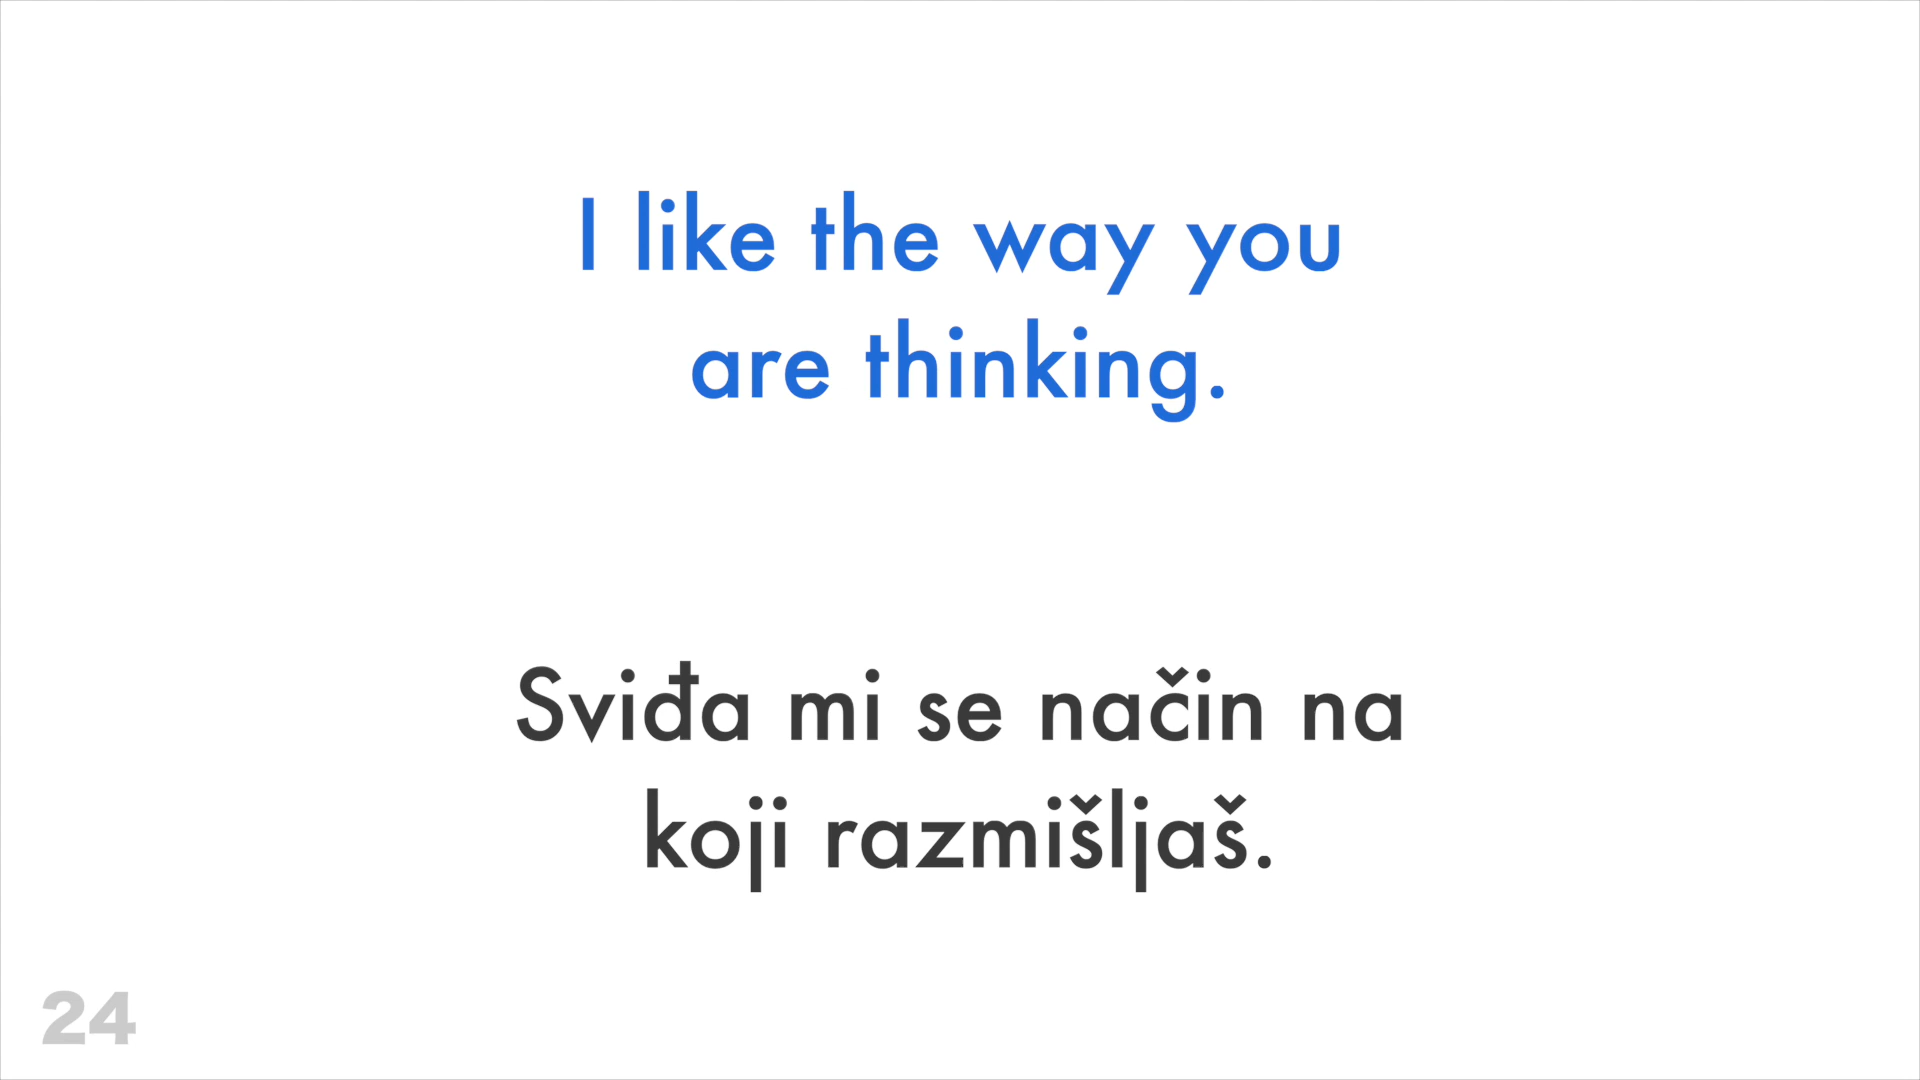 I like the way you
are thinking.
Sviđa mi se način na
koji razmišljaš.
24